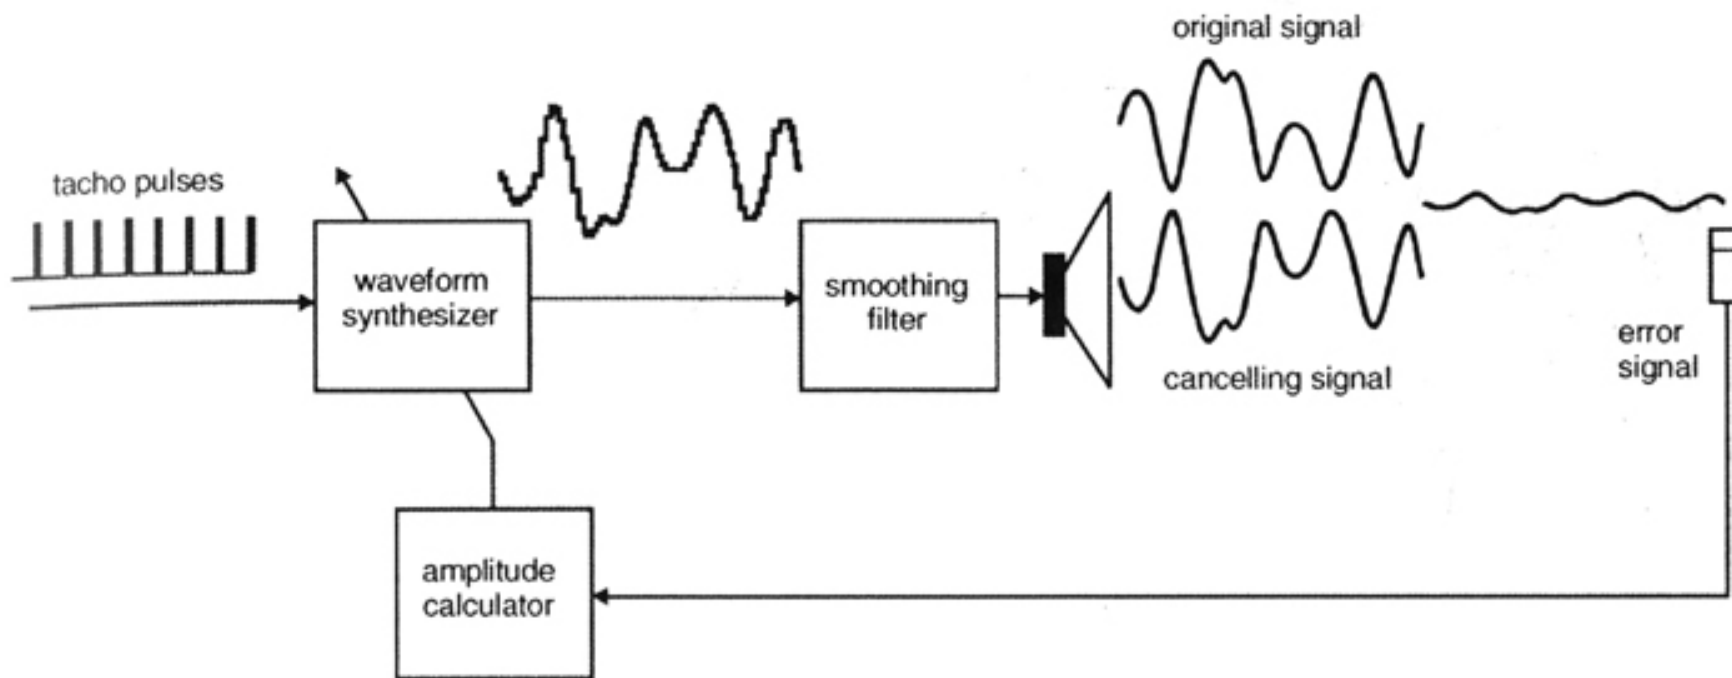 original signal
tacho pulses
waveform
synthesizer
smoothing
filter
error
signal
cancelling signal
amplitude
calculator